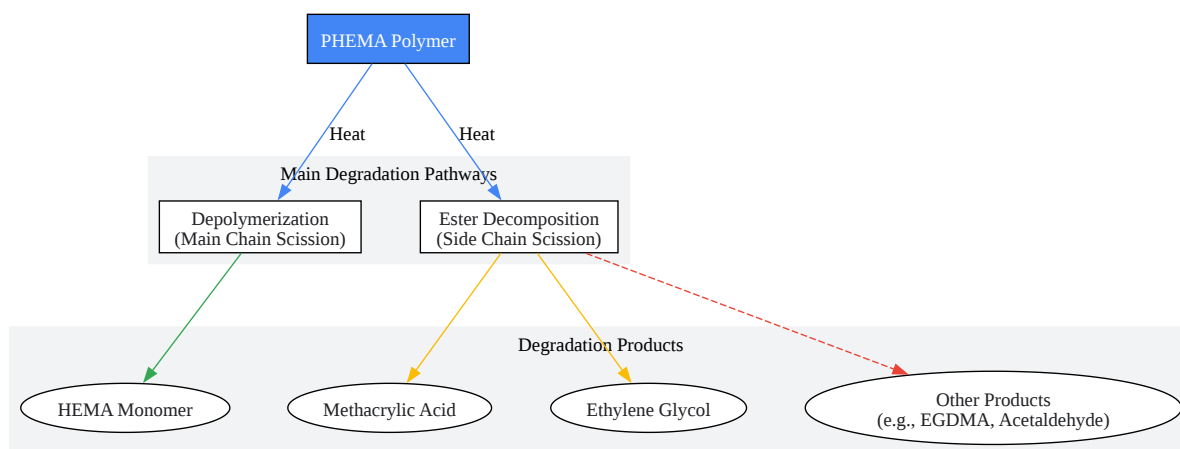 PHEMA Polymer
Heat
Heat
Main Degradation Pathways
Depolymerization
(Main Chain Scission)
Ester Decomposition
(Side Chain Scission)
Degradation Products
HEMA Monomer
Methacrylic Acid
Ethylene Glycol
Other Products
(e.g., EGDMA, Acetaldehyde)